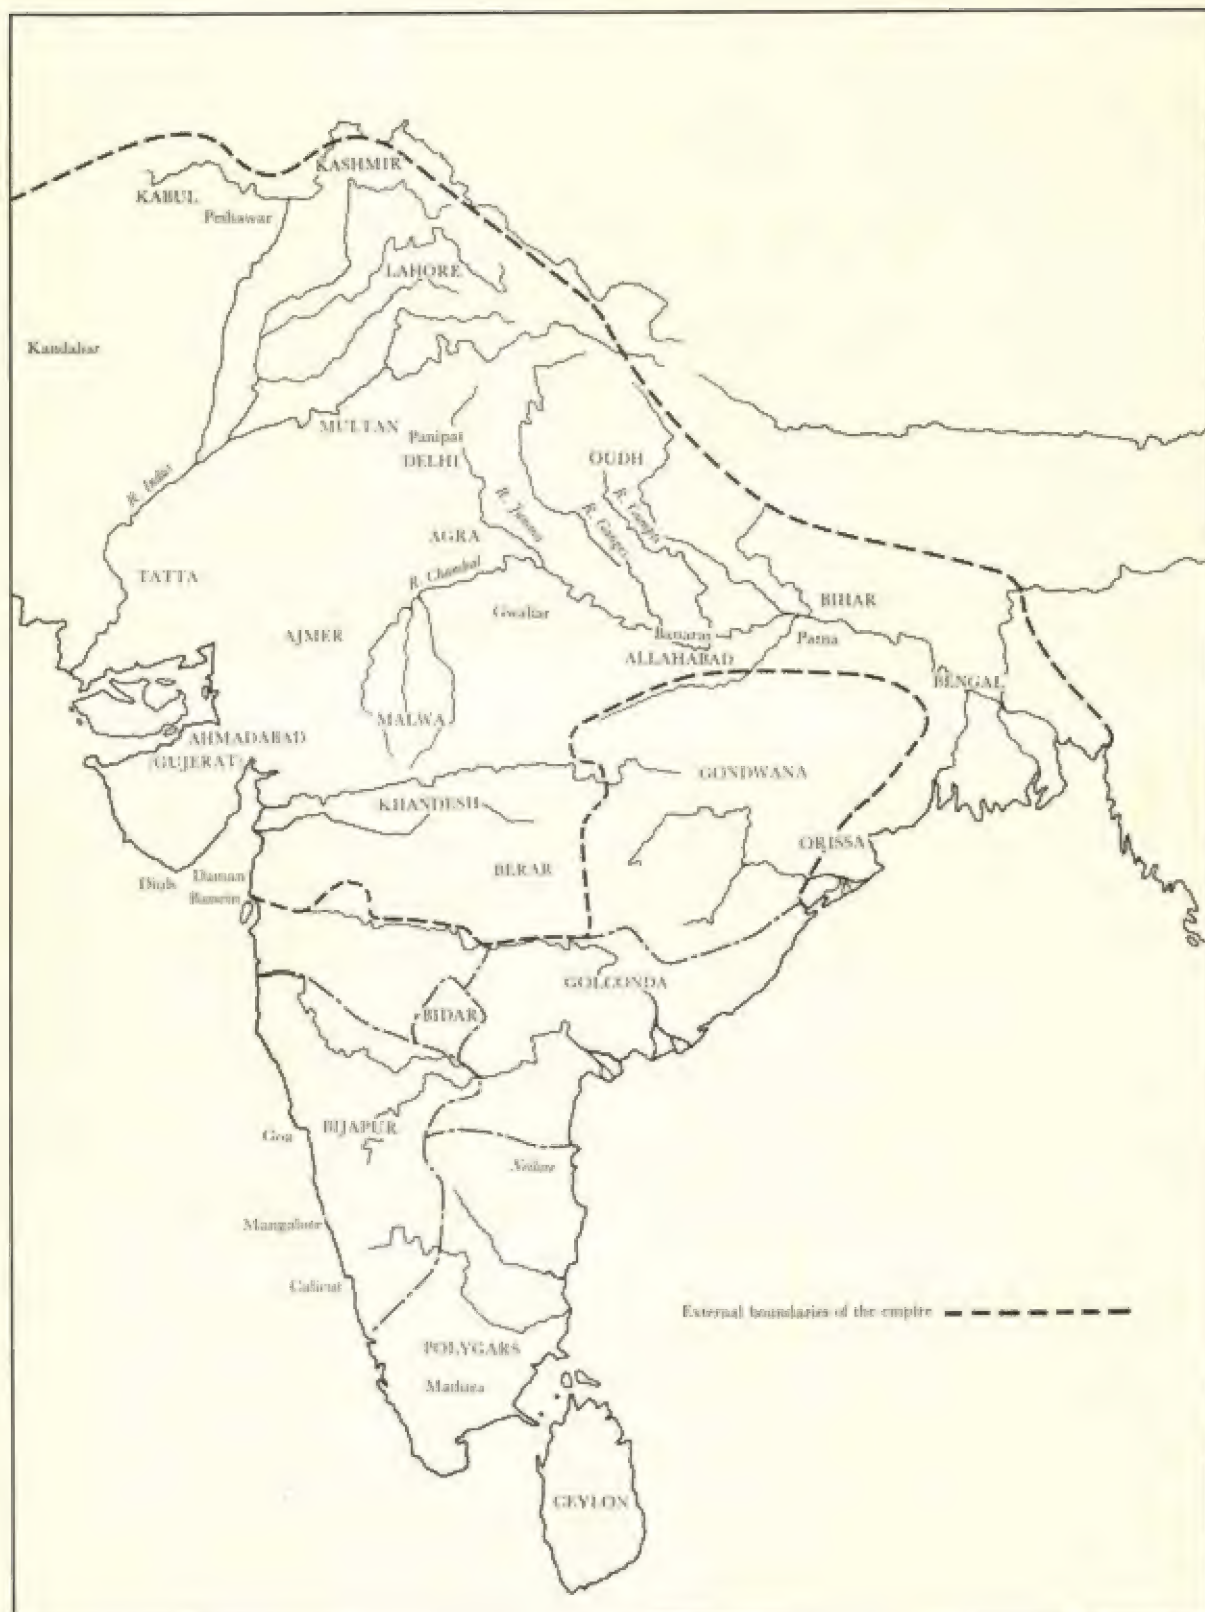 KASHMIR
KABUL
Peshawar
LAHORE
Kandahar
MULTAN
Panipat
DELHI
OUDH
R. Indus
R. Jumna
R. Ganges
R. Gumpti
AGRA
R. Chambal
TATTA
Gwalior
BIHAR
AJMER
Banaras
Patna
ALLAHABAD
BENGAL
MALWA
AHMADABAD
(GUJERAT)
GONDWANA
KHANDESH
ORISSA
BERAR
Daman
Bassein
GOLCONDA
BIDAR
BIJAPUR
Goa
Nellore
Mangalore
Calicut
External boundaries of the empire
POLYGARS
Madura
CEYLON